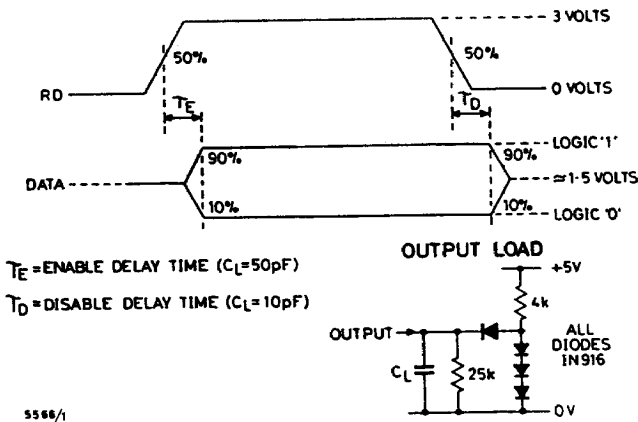 3 VOLTS
50%
50%
RD
0 VOLTS
TE
TD
LOGIC '1'
90%
90%
DATA
≃1·5 VOLTS
10%
10%
LOGIC '0'
TE = ENABLE DELAY TIME (CL=50pF)
TD = DISABLE DELAY TIME (CL=10pF)
OUTPUT LOAD
+5V
4k
OUTPUT
ALL
DIODES
IN916
CL
25k
0V
5566/1